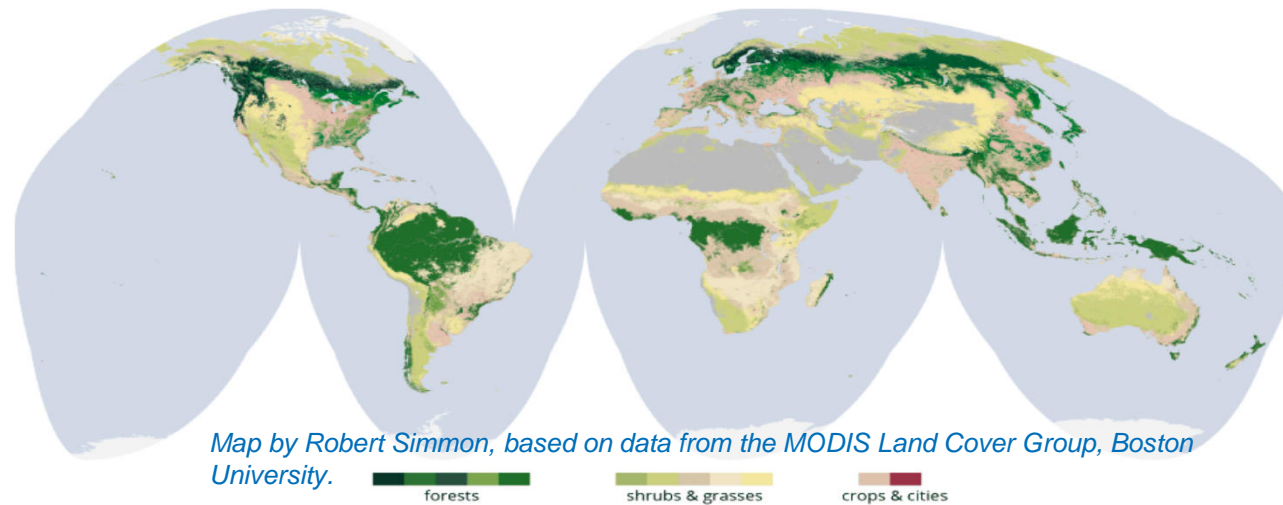 Map by Robert Simmon, based on data from the MODIS Land Cover Group, Boston
University.
forests
shrubs & grasses
crops & cities